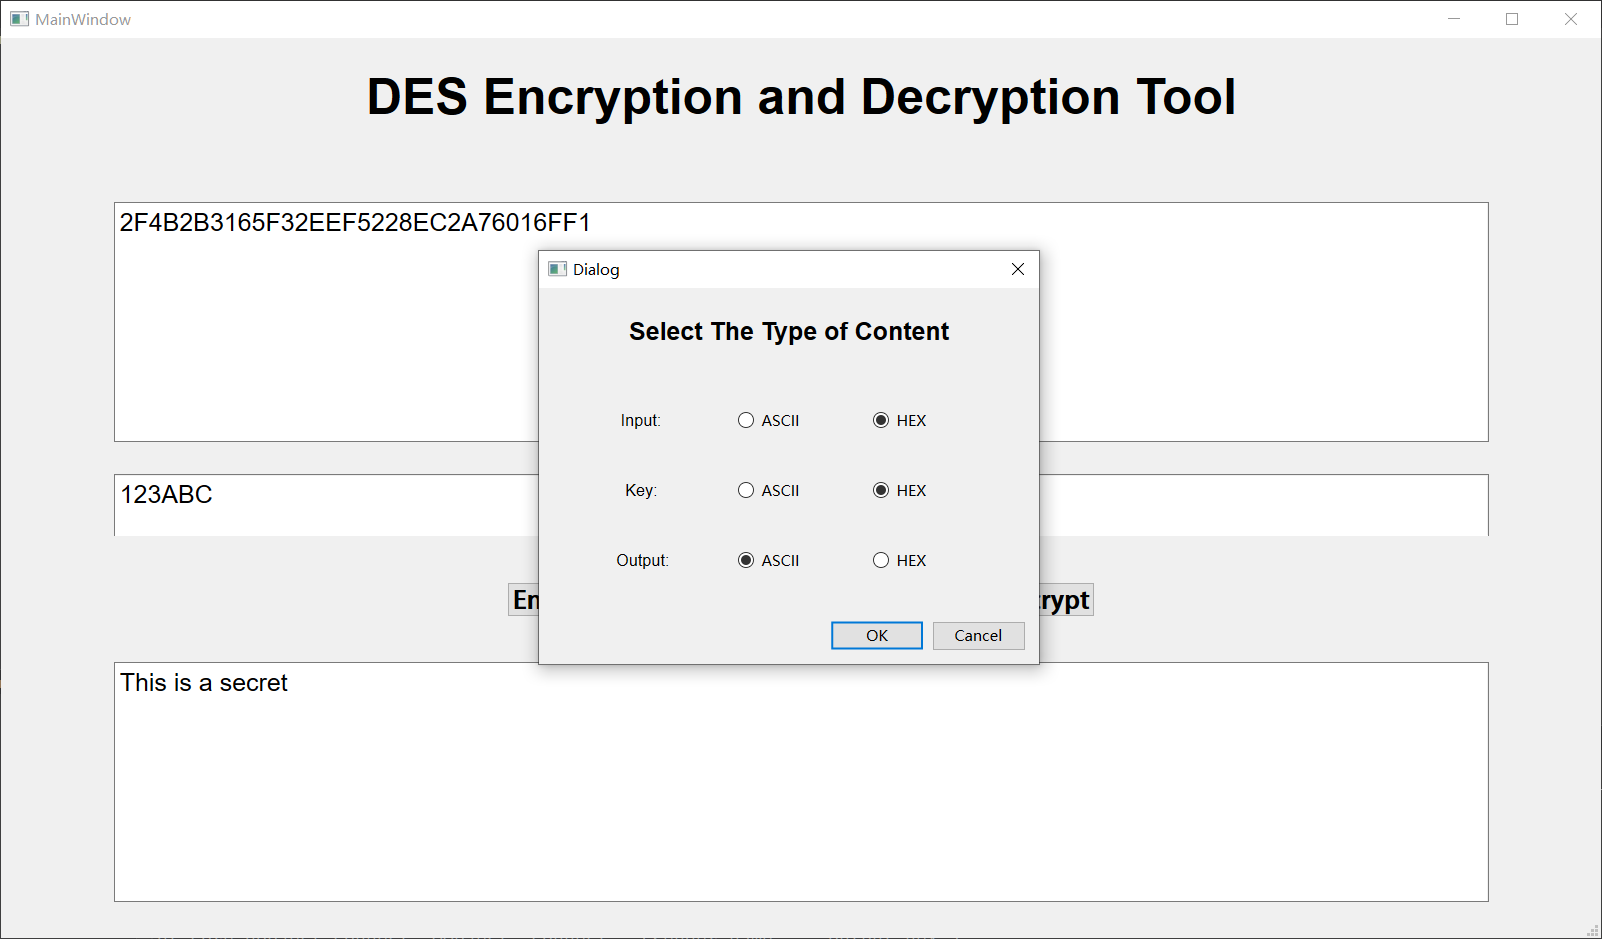 MainWindow
DES Encryption and Decryption Tool
2F4B2B3165F32EEF5228EC2A76016FF1
Dialog
Select The Type of Content
Input: ASCII HEX
Key: ASCII HEX
Output: ASCII HEX
OK Cancel
123ABC
En crypt
This is a secret